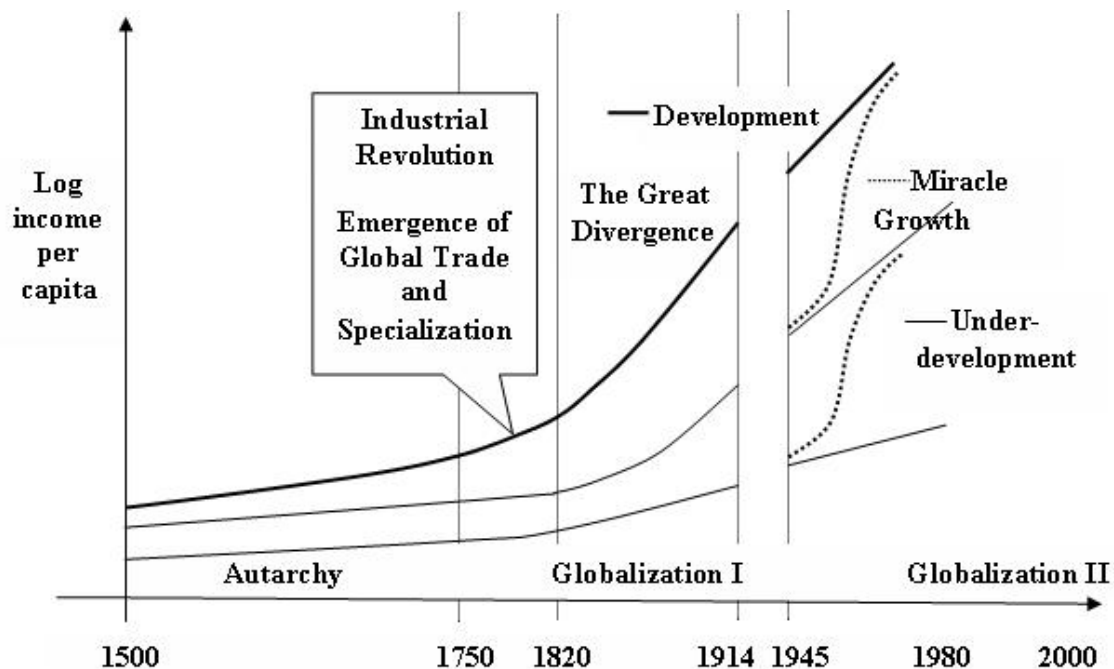 Industrial
Revolution
Emergence of
Global Trade
and
Specialization
Development
The Great
Divergence
Miracle
Growth
Under-
development
Log
income
per
capita
Autarchy
Globalization I
Globalization II
1500
1750
1820
1914
1945
1980
2000